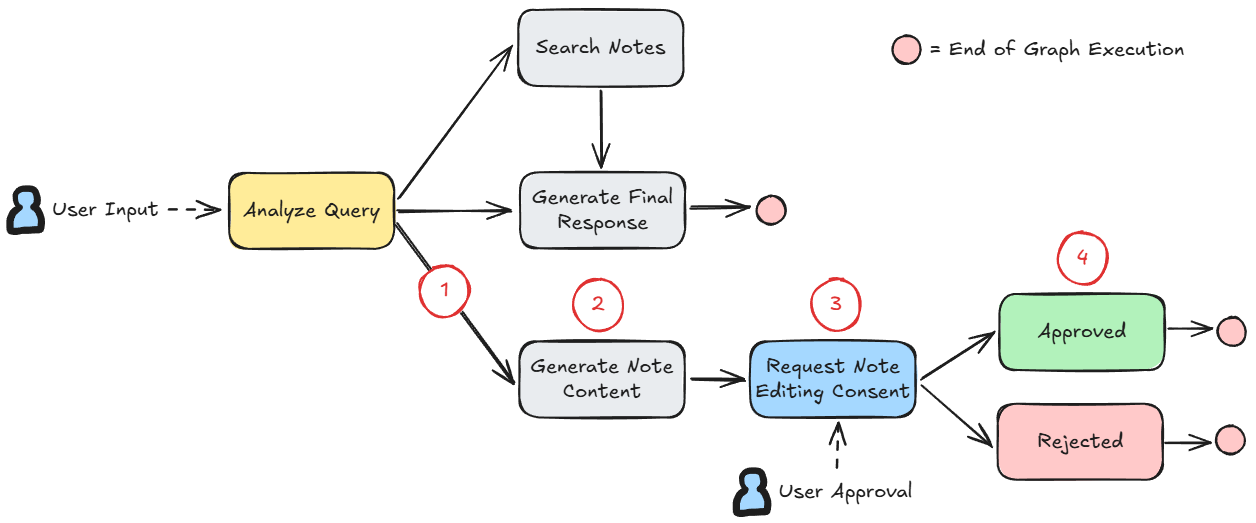 Search Notes
= End of Graph Execution
User Input
Analyze Query
Generate Final
Response
1
2
3
4
Generate Note
Content
Request Note
Editing Consent
Approved
Rejected
User Approval